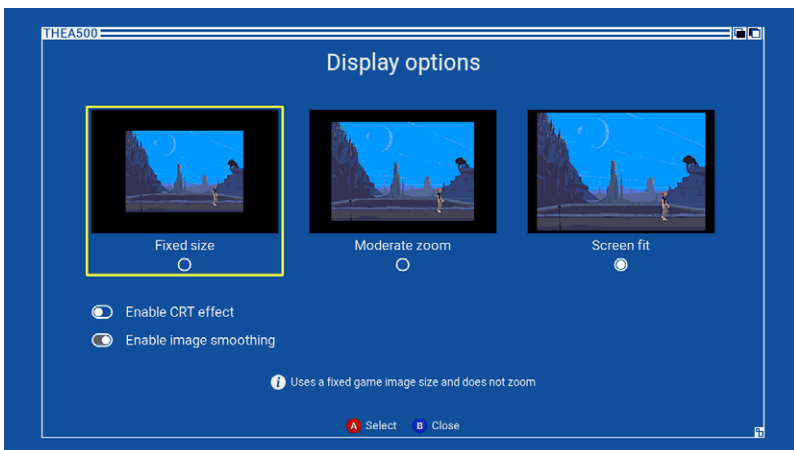 THEA500
Display options
Fixed size
Moderate zoom
Screen fit
Enable CRT effect
Enable image smoothing
i Uses a fixed game image size and does not zoom
A Select B Close